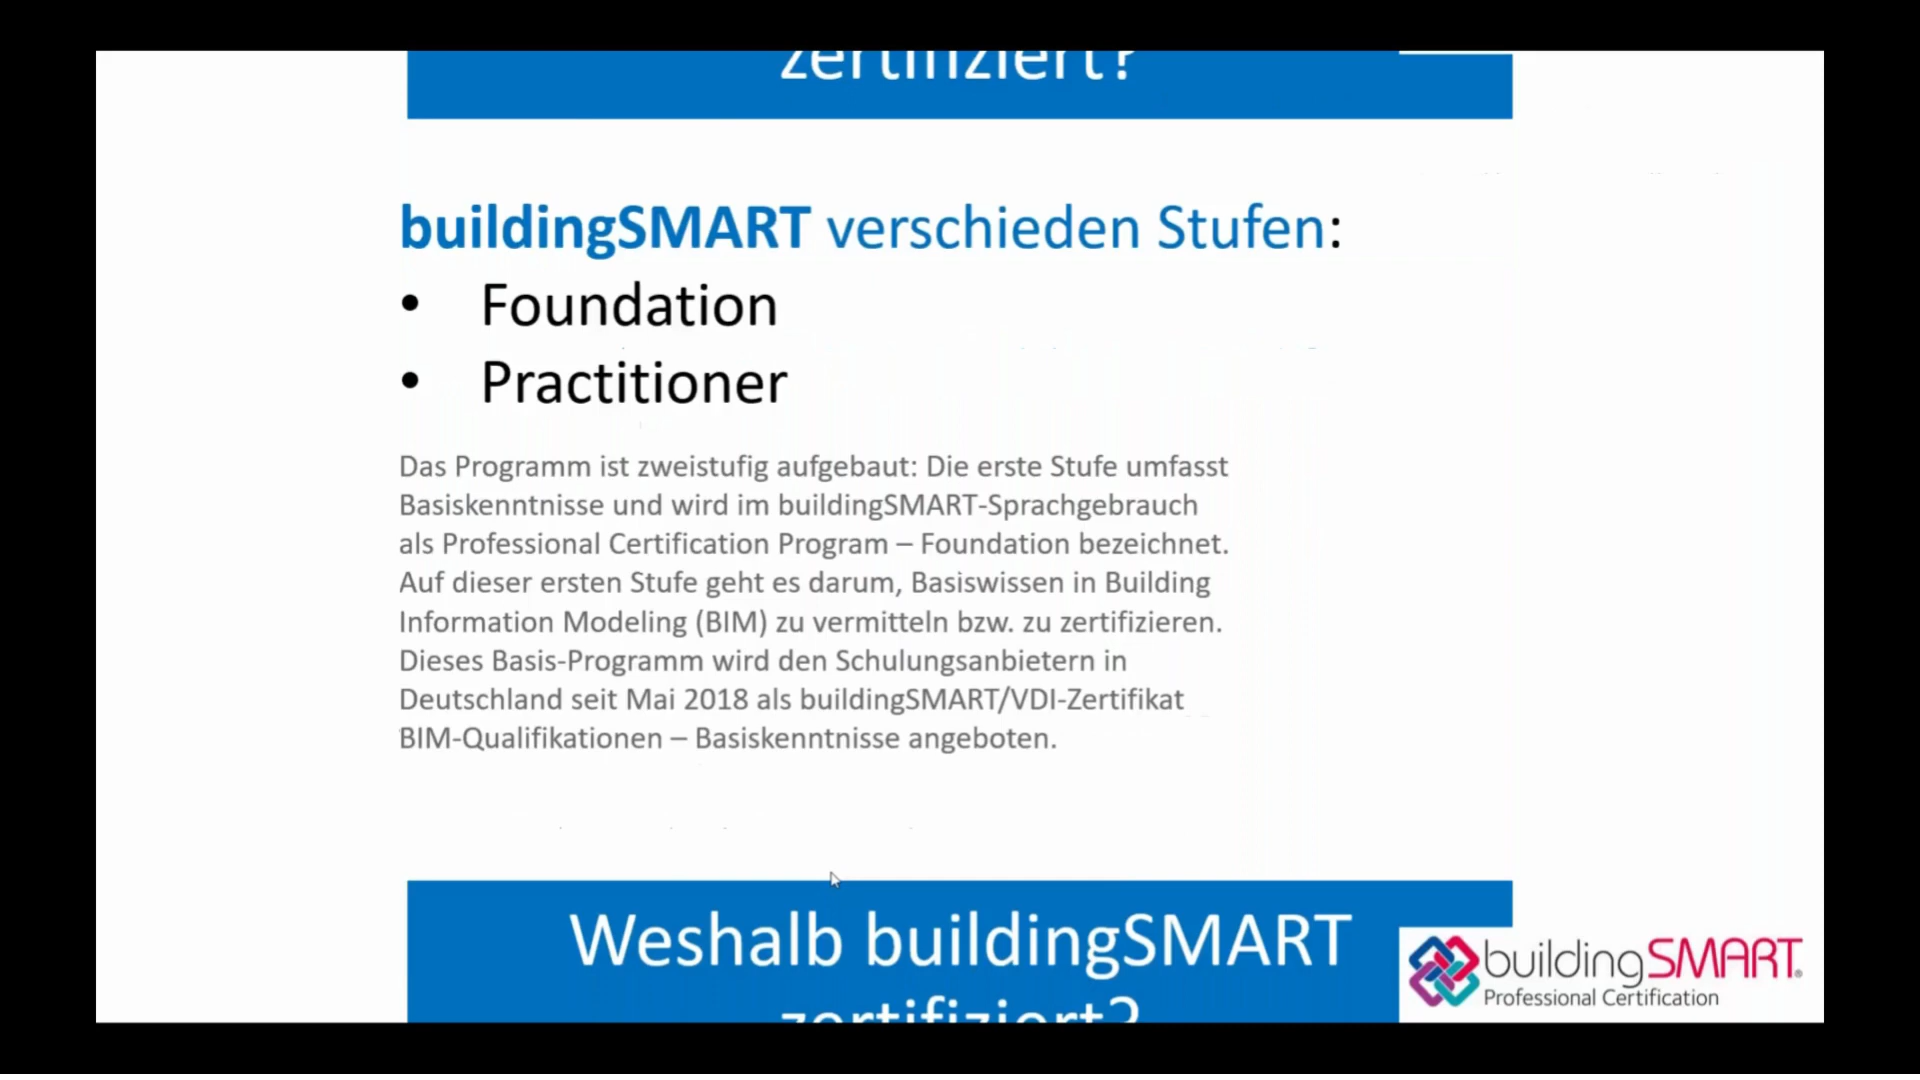 zertifiziert?
buildingSMART verschieden Stufen:
• Foundation
• Practitioner
Das Programm ist zweistufig aufgebaut: Die erste Stufe umfasst
Basiskenntnisse und wird im buildingSMART-Sprachgebrauch
als Professional Certification Program – Foundation bezeichnet.
Auf dieser ersten Stufe geht es darum, Basiswissen in Building
Information Modeling (BIM) zu vermitteln bzw. zu zertifizieren.
Dieses Basis-Programm wird den Schulungsanbietern in
Deutschland seit Mai 2018 als buildingSMART/VDI-Zertifikat
BIM-Qualifikationen – Basiskenntnisse angeboten.
Weshalb buildingSMART
zertifiziert?
buildingSMART®
Professional Certification